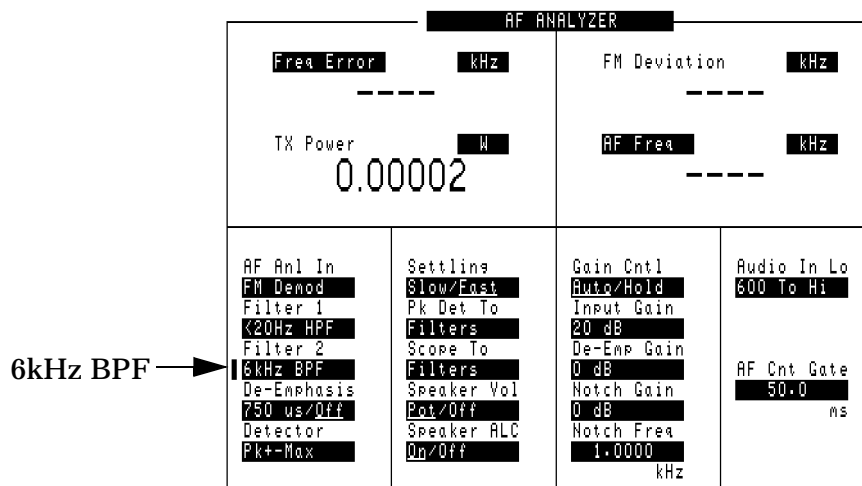 AF ANALYZER
Freq Error kHz
----
FM Deviation kHz
----
TX Power W
0.00002
AF Freq kHz
----
AF Anl In
FM Demod
Filter 1
<20Hz HPF
Filter 2
6kHz BPF
De-Emphasis
750 us/Off
Detector
Pk+-Max
Settling
Slow/Fast
Pk Det To
Filters
Scope To
Filters
Speaker Vol
Pot/Off
Speaker ALC
On/Off
Gain Cntl
Auto/Hold
Input Gain
20 dB
De-Emp Gain
0 dB
Notch Gain
0 dB
Notch Freq
1.0000
kHz
Audio In Lo
600 To Hi
AF Cnt Gate
50.0
ms
6kHz BPF